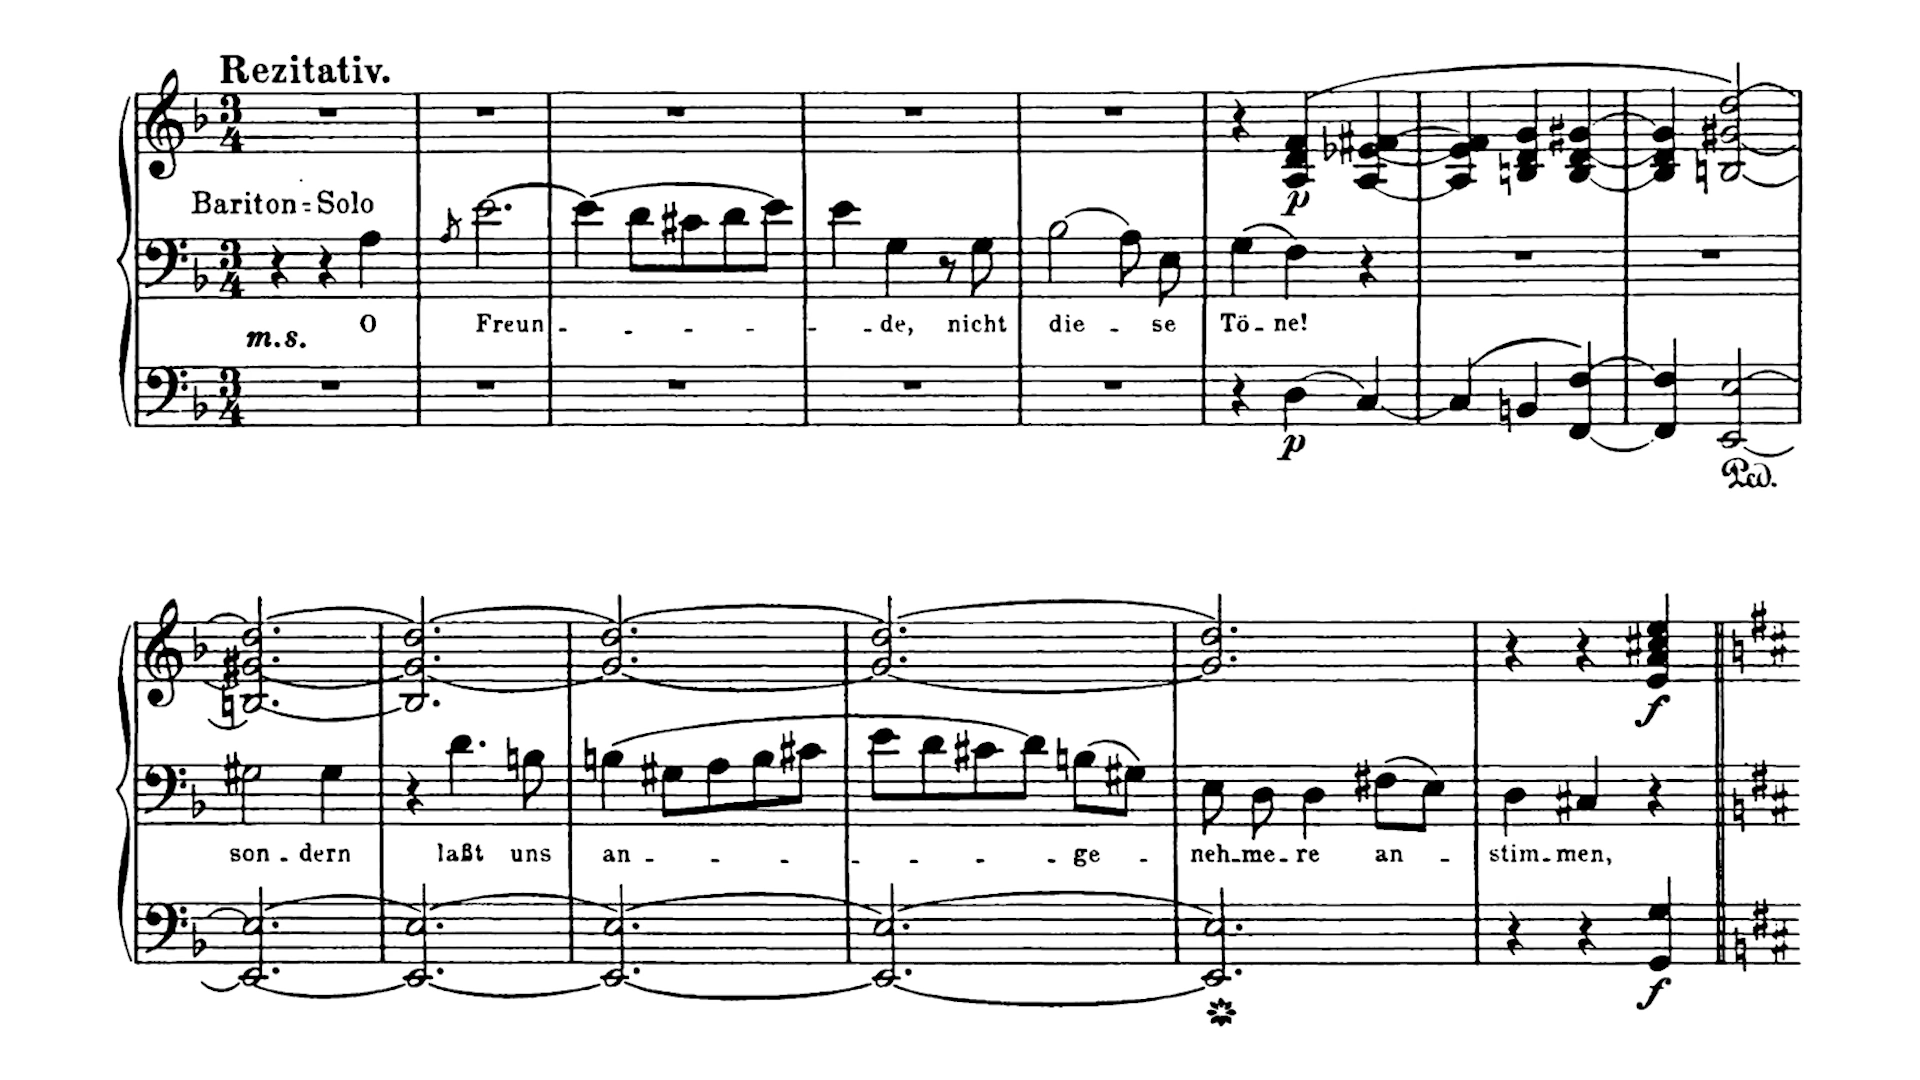 Rezitativ.
Bariton=Solo
m.s.
O Freun - - - - - - de, nicht die - se Tö - ne!
p
p
Ped.
f
son - dern laßt uns an - - - - - - - - ge - neh - me - re an - stim - men,
f